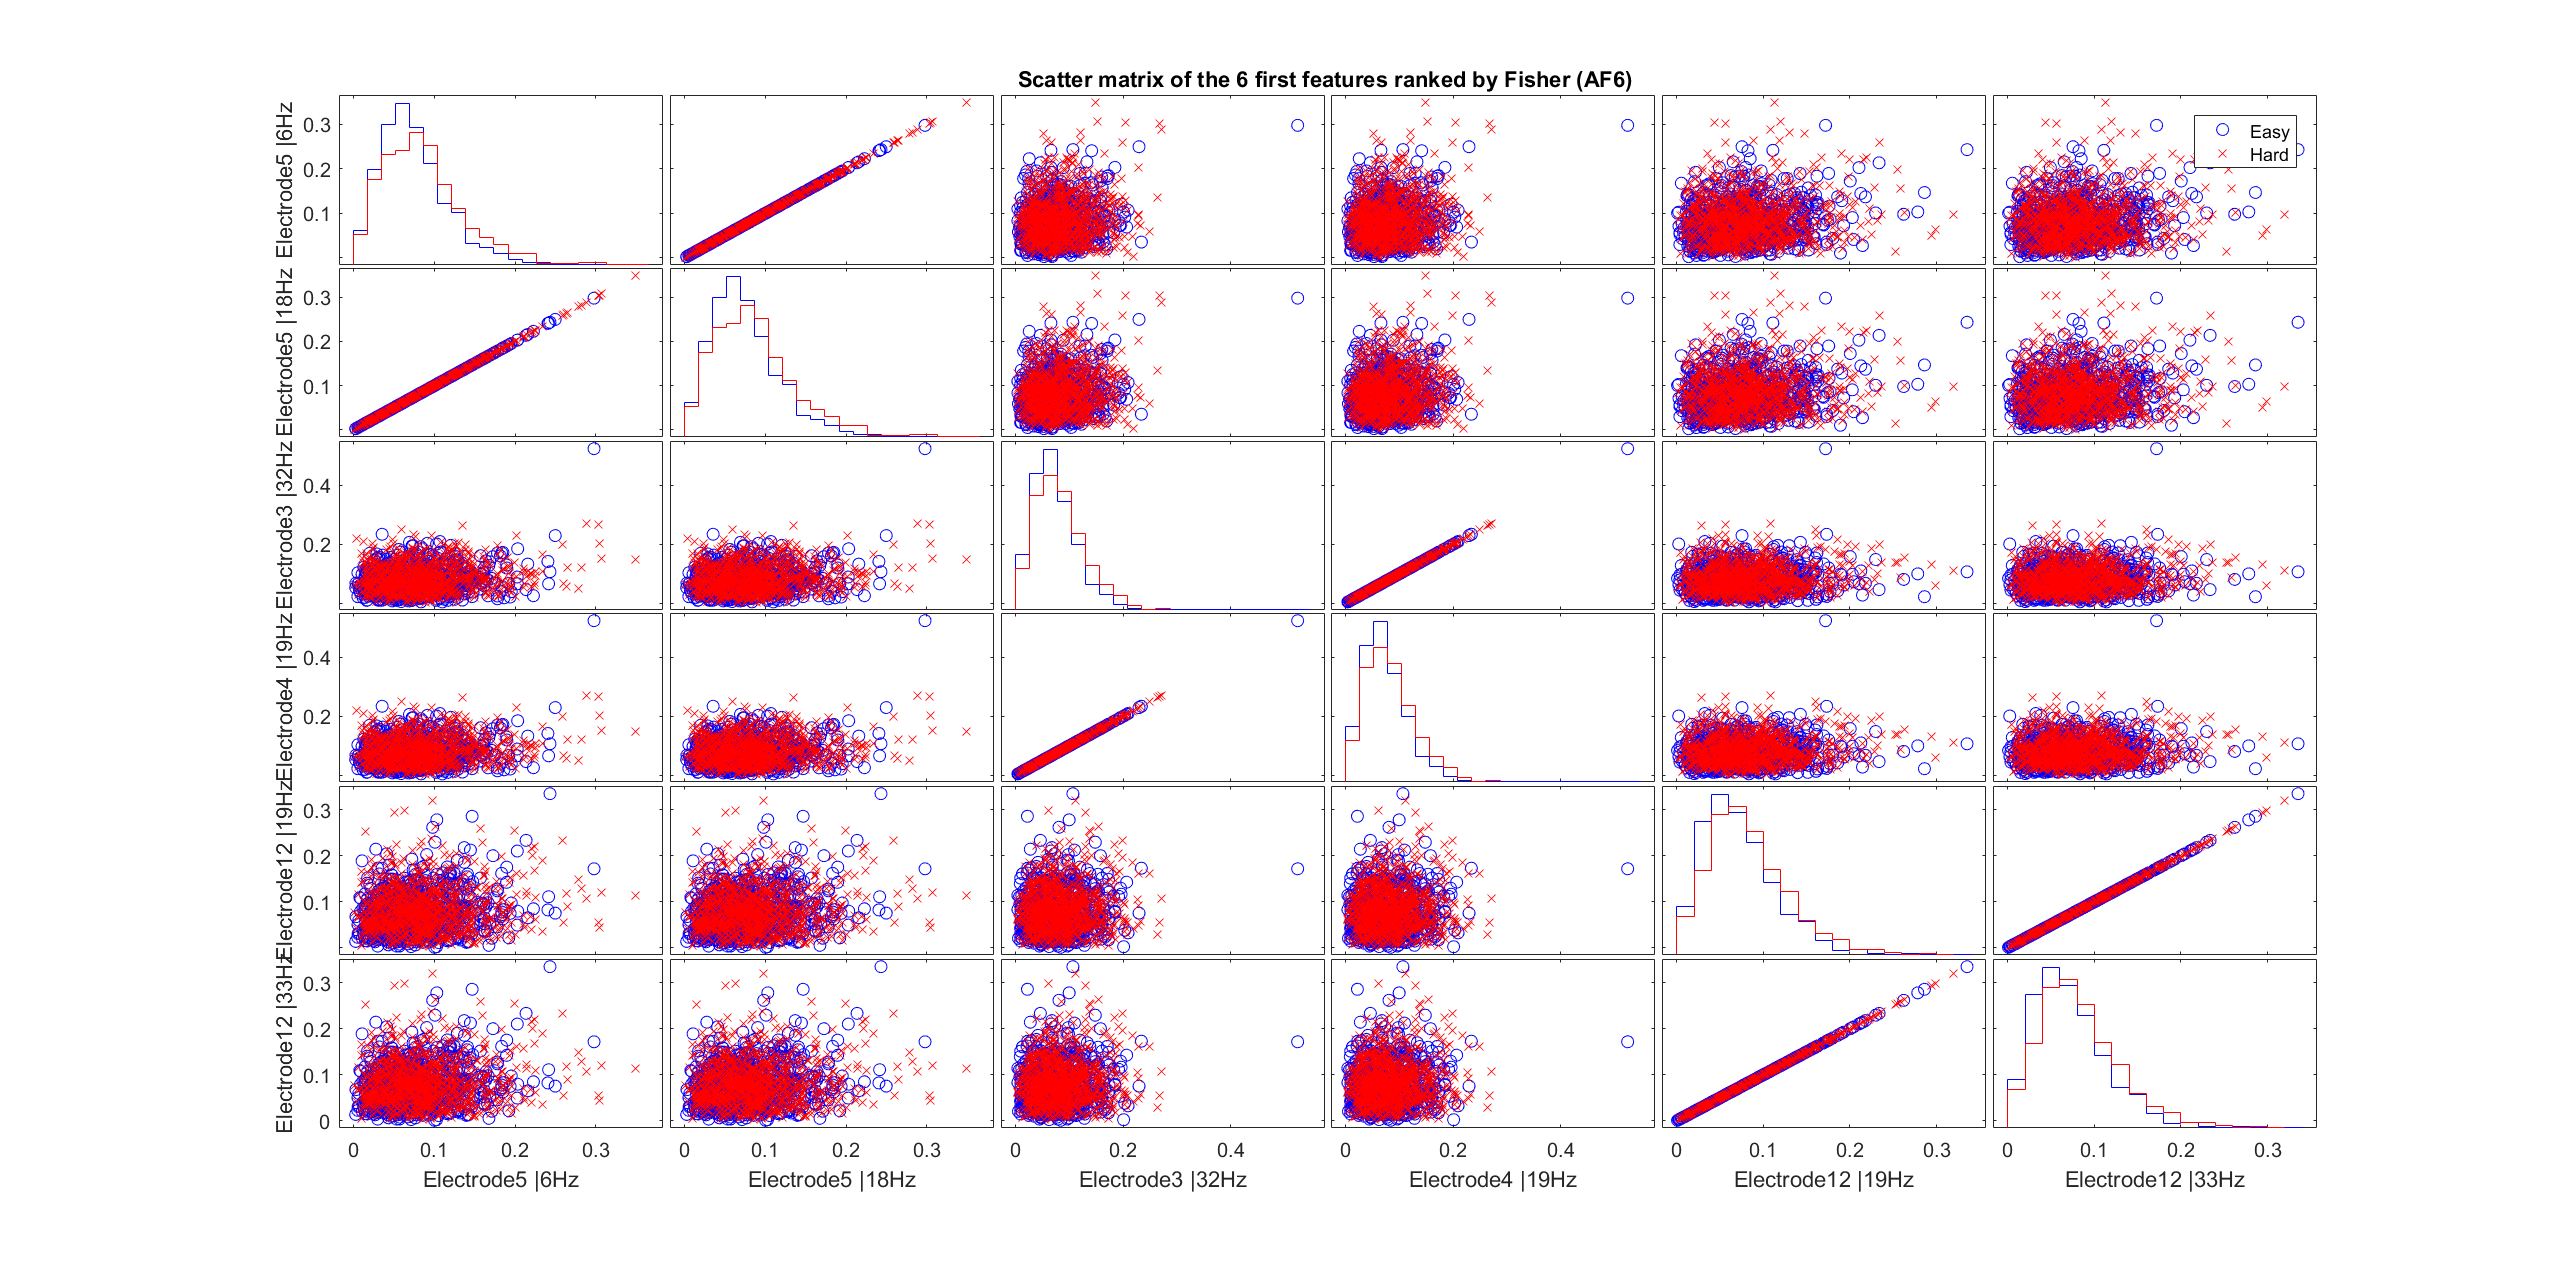 Scatter matrix of the 6 first features ranked by Fisher (AF6)
Electrode5 |6Hz
0.3
0.2
0.1
Easy
Hard
Electrode5 |18Hz
0.3
0.2
0.1
Electrode3 |32Hz
0.4
0.2
Electrode4 |19Hz
0.4
0.2
Electrode12 |19Hz
0.3
0.2
0.1
Electrode12 |33Hz
0.3
0.2
0.1
0
0 0.1 0.2 0.3
0 0.1 0.2 0.3
0 0.2 0.4
0 0.2 0.4
0 0.1 0.2 0.3
0 0.1 0.2 0.3
Electrode5 |6Hz
Electrode5 |18Hz
Electrode3 |32Hz
Electrode4 |19Hz
Electrode12 |19Hz
Electrode12 |33Hz